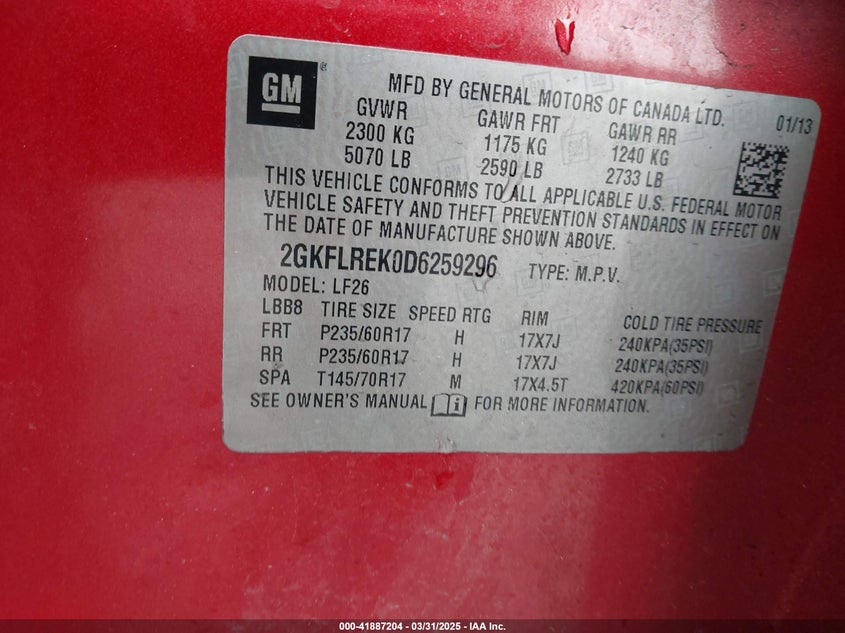 GM ®
MFD BY GENERAL MOTORS OF CANADA LTD. 01/13
GVWR GAWR FRT GAWR RR
2300 KG 1175 KG 1240 KG
5070 LB 2590 LB 2733 LB
THIS VEHICLE CONFORMS TO ALL APPLICABLE U.S. FEDERAL MOTOR
VEHICLE SAFETY AND THEFT PREVENTION STANDARDS IN EFFECT ON
THE DATE OF MANUFACTURE SHOWN ABOVE.
2GKFLREK0D6259296 TYPE: M.P.V.
MODEL: LF26
LBB8 TIRE SIZE SPEED RTG RIM COLD TIRE PRESSURE
FRT P235/60R17 H 17X7J 240KPA(35PSI)
RR P235/60R17 H 17X7J 240KPA(35PSI)
SPA T145/70R17 M 17X4.5T 420KPA(60PSI)
SEE OWNER'S MANUAL i FOR MORE INFORMATION.
000-41887204 — 03/31/2025 — IAA Inc.